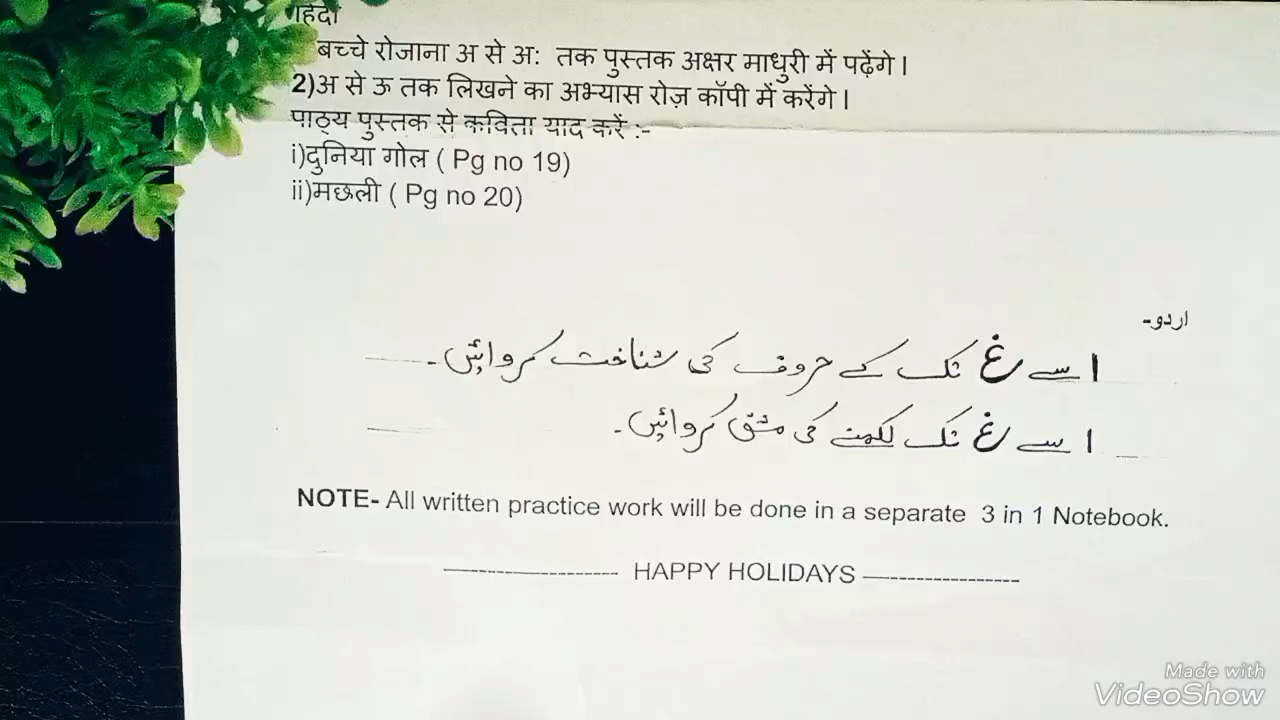 हिंदी
बच्चे रोजाना अ से अ: तक पुस्तक अक्षर माधुरी में पढ़ेंगे।
2)अ से ऊ तक लिखने का अभ्यास रोज़ कॉपी में करेंगे।
पाठ्य पुस्तक से कविता याद करें :-
i)दुनिया गोल ( Pg no 19)
ii)मछली ( Pg no 20)
اردو-
ا سے غ تک کے حروف کی شناخت کروائیں۔
ا سے غ تک لکھنے کی مشق کروائیں۔
NOTE- All written practice work will be done in a separate 3 in 1 Notebook.
-------------------- HAPPY HOLIDAYS ------------------
Made with
VideoShow